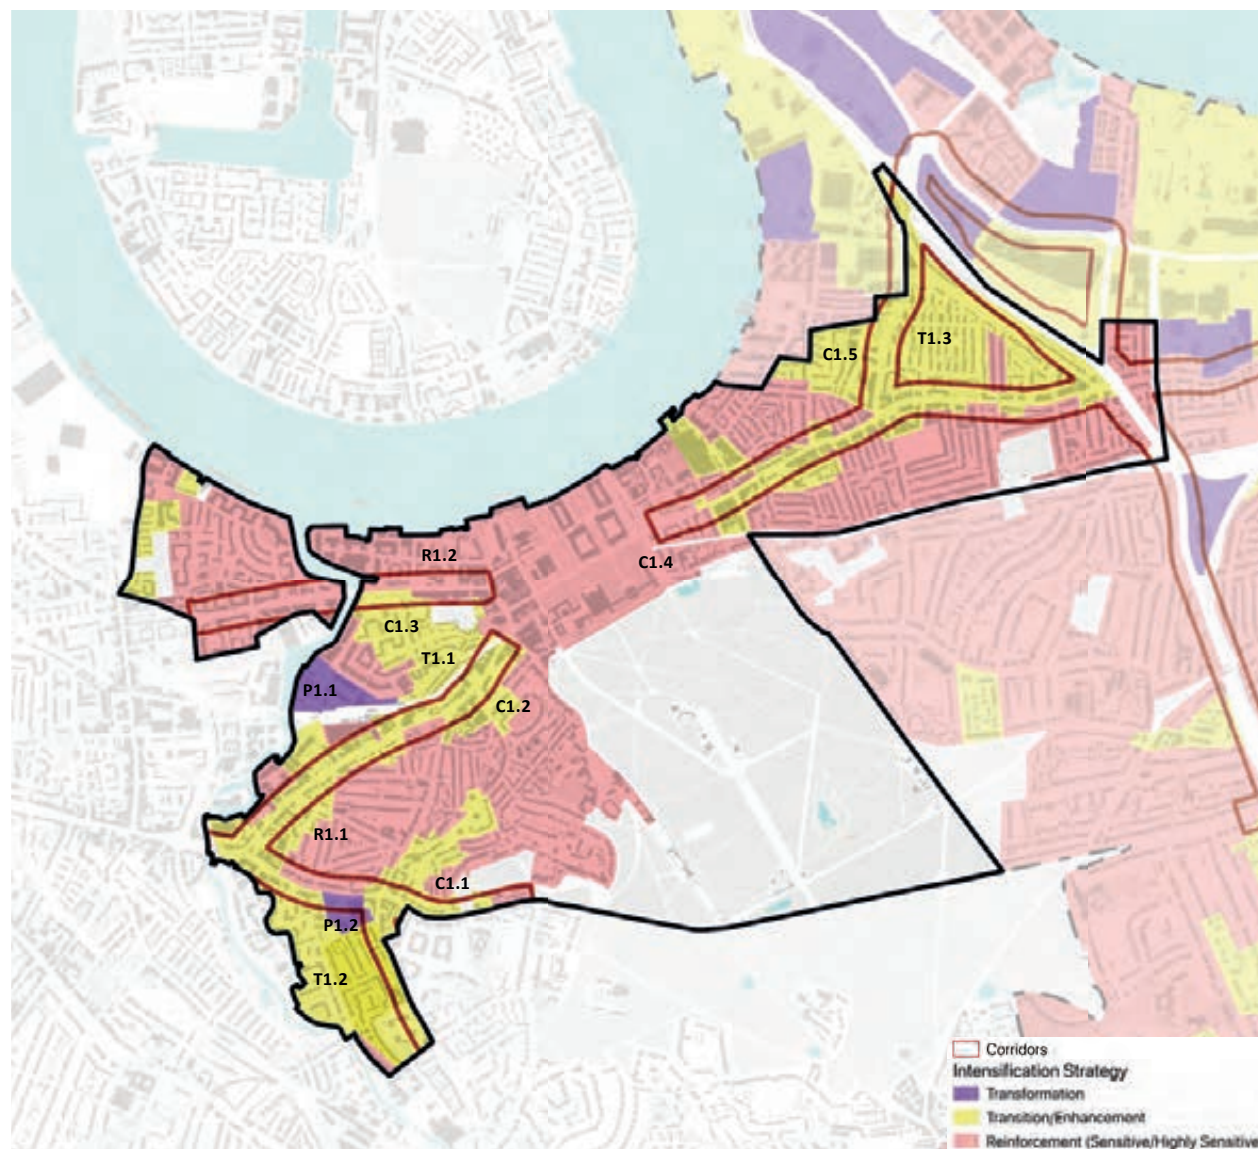 T1.3
C1.5
R1.2
C1.4
C1.3
T1.1
P1.1
C1.2
R1.1
C1.1
P1.2
T1.2
Corridors
Intensification Strategy
Transformation
Transition/Enhancement
Reinforcement (Sensitive/Highly Sensitive